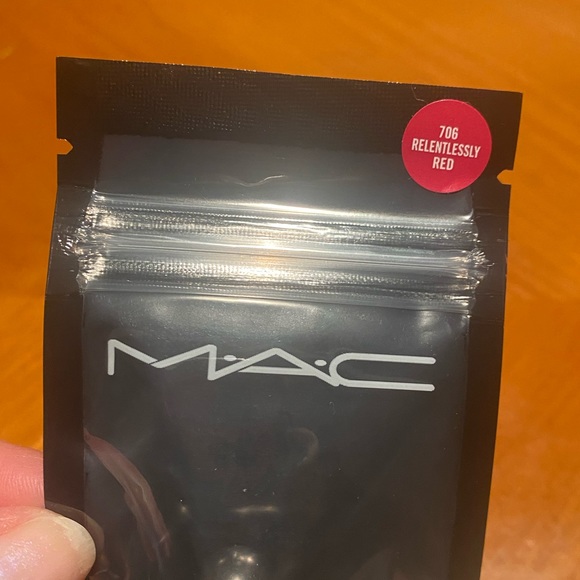 706
RELENTLESSLY
RED
M·A·C